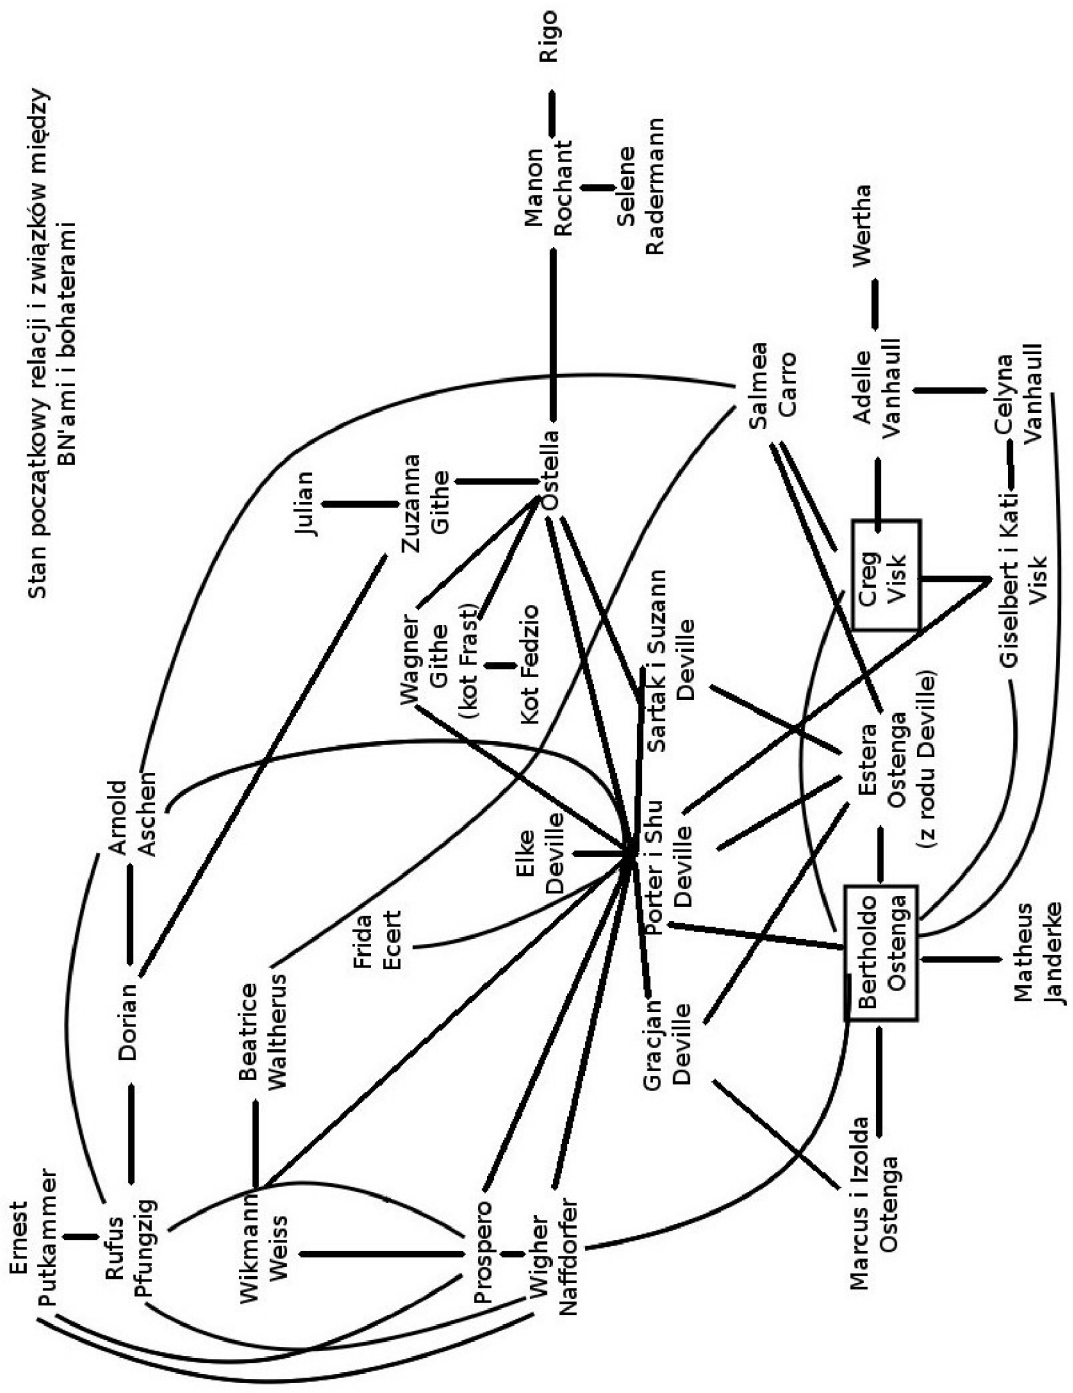 Stan początkowy relacji i związków między
BN'ami i bohaterami
Ernest
Putkammer
Rufus
Pfungzig
Dorian
Arnold
Aschen
Wikmann
Weiss
Beatrice
Waltherus
Julian
Zuzanna
Githe
Frida
Ecert
Wagner
Githe
(kot Frast)
Kot Fedzio
Prospero
Wigher
Naffdorfer
Elke
Deville
Ostella
Manon
Rochant
Rigo
Selene
Radermann
Gracjan
Deville
Porter i Shu
Deville
Sartak i Suzann
Deville
Salmea
Carro
Marcus i Izolda
Ostenga
Bertholdo
Ostenga
Estera
Ostenga
(z rodu Deville)
Creg
Visk
Adelle
Vanhaull
Wertha
Matheus
Janderke
Giselbert i Kati
Visk
Celyna
Vanhaull